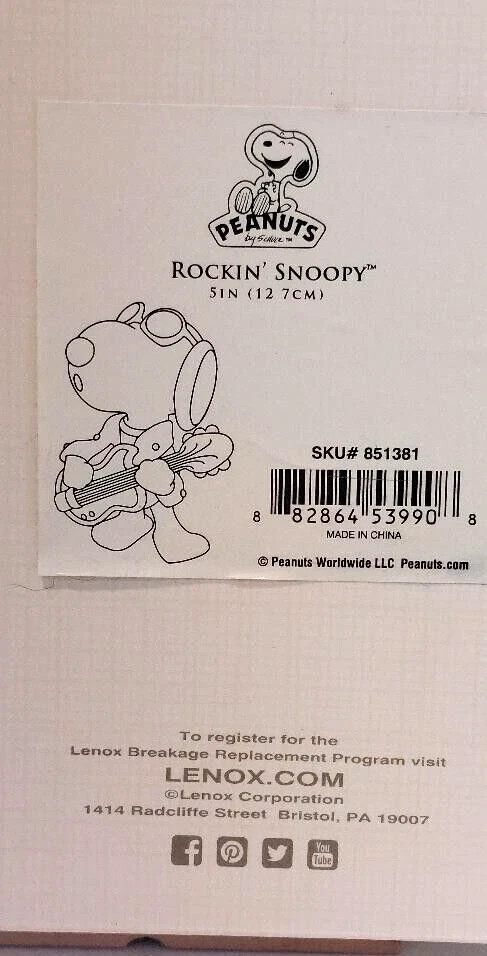 PEANUTS
by Schulz ™
ROCKIN' SNOOPY™
5IN (12 7CM)
SKU# 851381
8 82864 53990 8
MADE IN CHINA
© Peanuts Worldwide LLC Peanuts.com
To register for the
Lenox Breakage Replacement Program visit
LENOX.COM
©Lenox Corporation
1414 Radcliffe Street Bristol, PA 19007
f P You
Tube